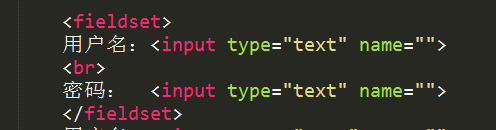 <fieldset>
用户名：<input type="text" name="">
<br>
密码：  <input type="text" name="">
</fieldset>